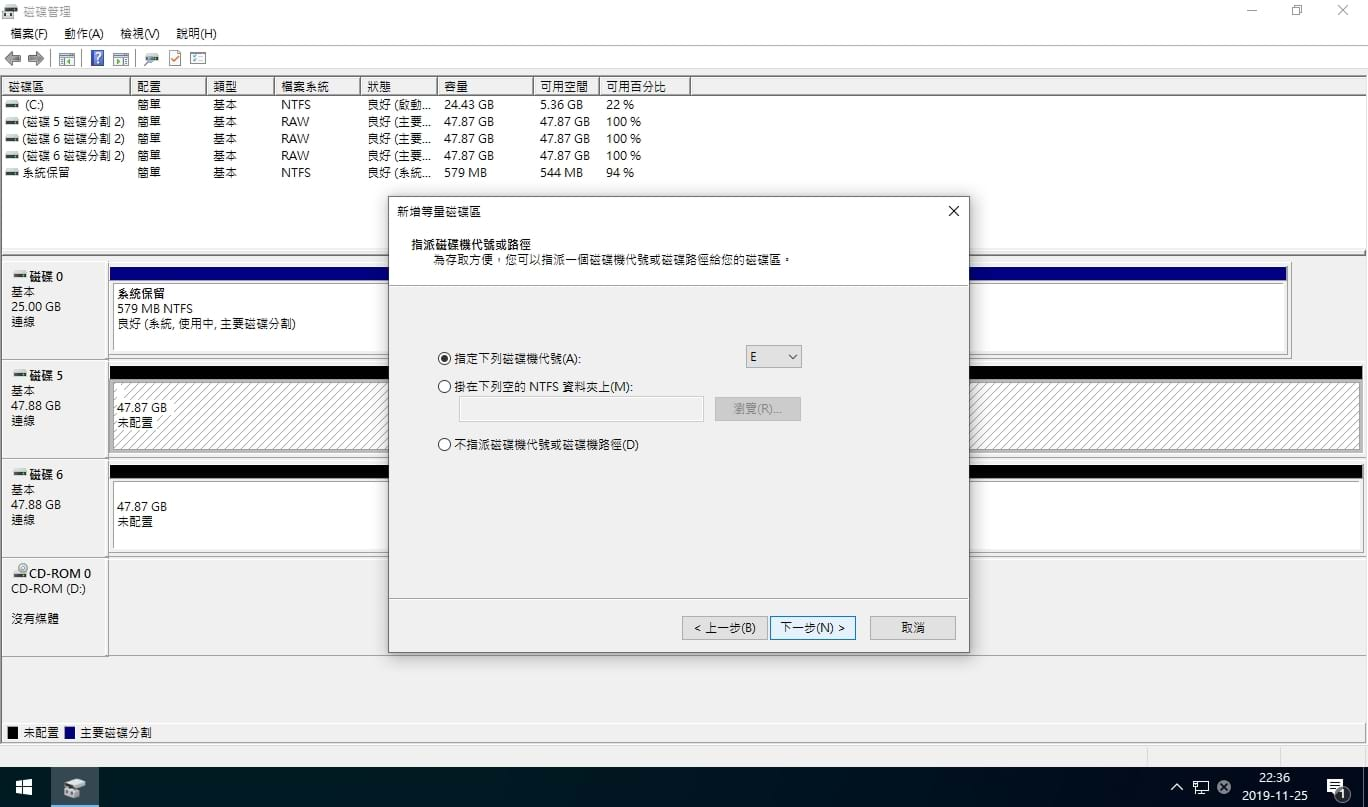 磁碟管理
檔案(F) 動作(A) 檢視(V) 說明(H)
磁碟區 配置 類型 檔案系統 狀態 容量 可用空間 可用百分比
(C:) 簡單 基本 NTFS 良好 (啟動... 24.43 GB 5.36 GB 22 %
(磁碟 5 磁碟分割 2) 簡單 基本 RAW 良好 (主要... 47.87 GB 47.87 GB 100 %
(磁碟 6 磁碟分割 2) 簡單 基本 RAW 良好 (主要... 47.87 GB 47.87 GB 100 %
(磁碟 6 磁碟分割 2) 簡單 基本 RAW 良好 (主要... 47.87 GB 47.87 GB 100 %
系統保留 簡單 基本 NTFS 良好 (系統... 579 MB 544 MB 94 %
新增等量磁碟區
指派磁碟機代號或路徑
為存取方便，您可以指派一個磁碟機代號或磁碟路徑給您的磁碟區。
指定下列磁碟機代號(A): E
掛在下列空的 NTFS 資料夾上(M):
瀏覽(R)...
不指派磁碟機代號或磁碟機路徑(D)
< 上一步(B) 下一步(N) > 取消
磁碟 0
基本
25.00 GB
連線
系統保留
579 MB NTFS
良好 (系統, 使用中, 主要磁碟分割)
磁碟 5
基本
47.88 GB
連線
47.87 GB
未配置
磁碟 6
基本
47.88 GB
連線
47.87 GB
未配置
CD-ROM 0
CD-ROM (D:)
沒有媒體
未配置 主要磁碟分割
22:36
2019-11-25
1